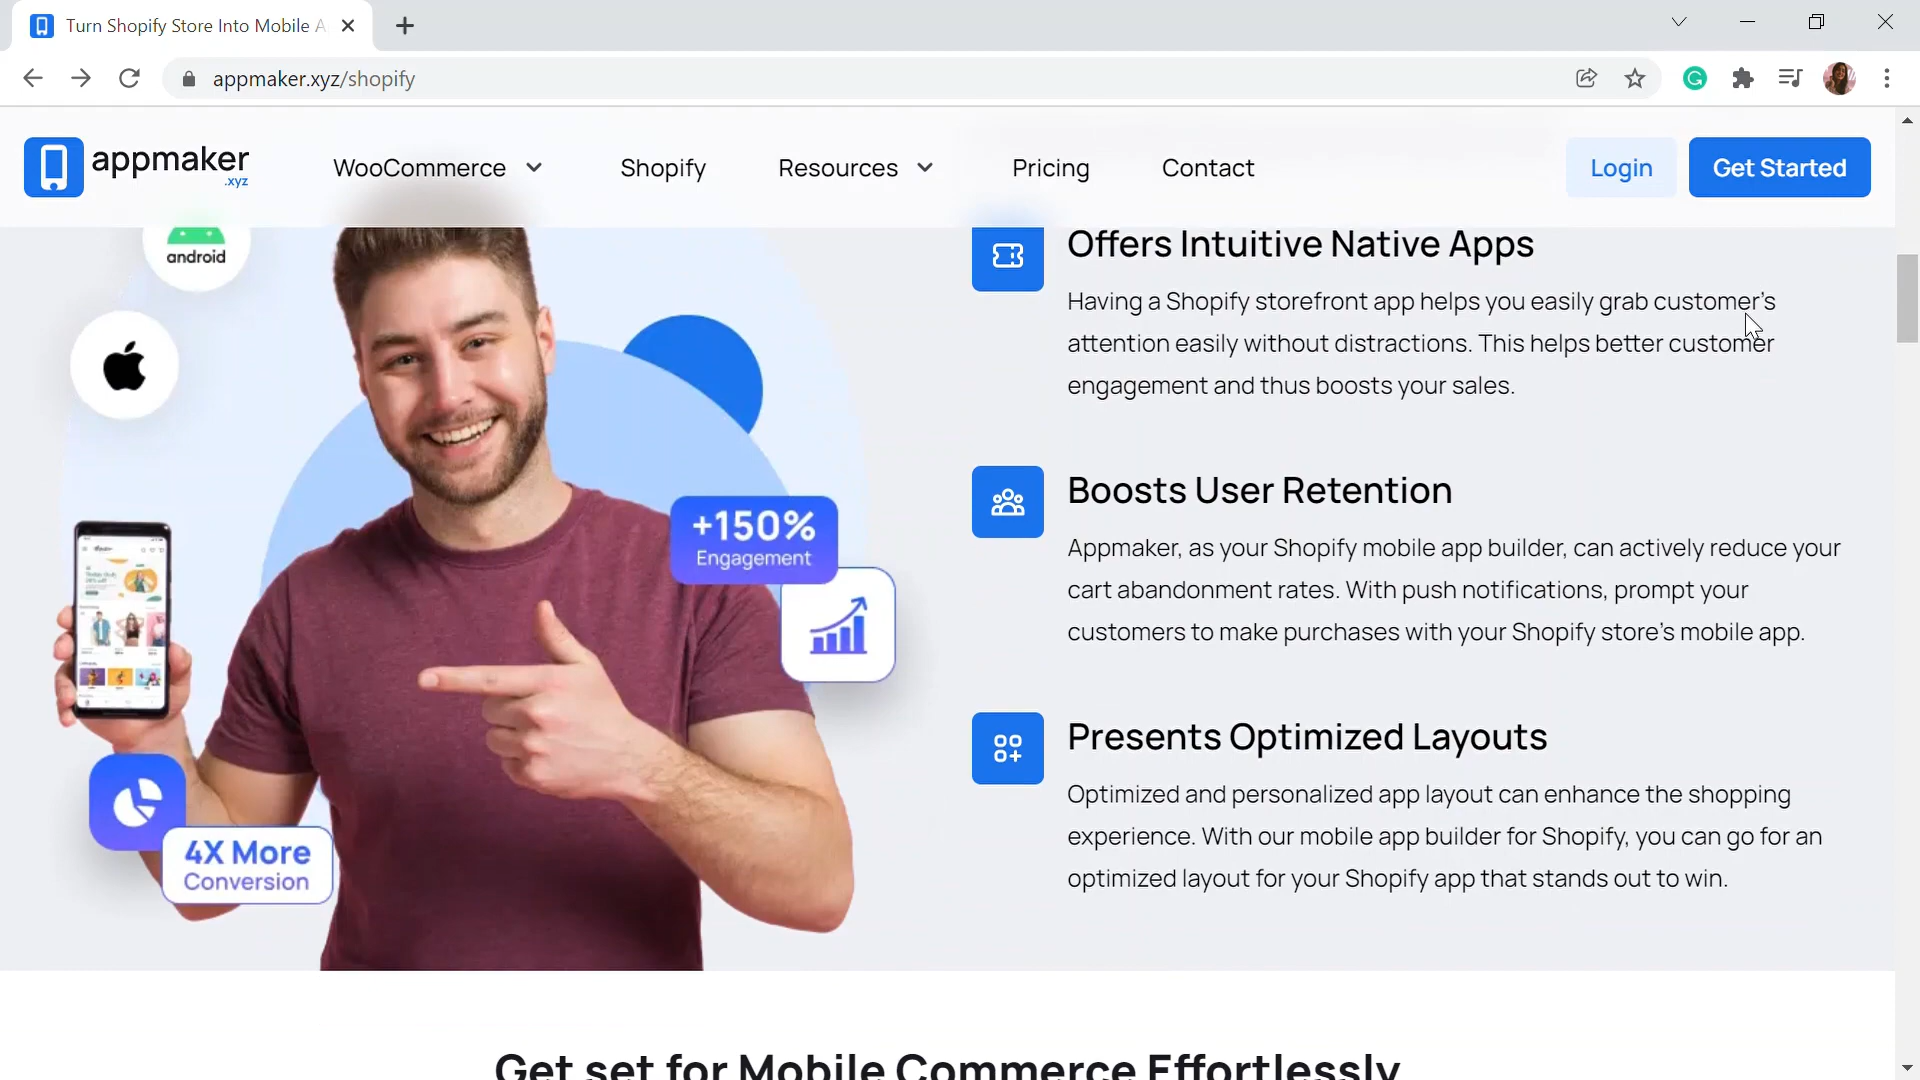 Turn Shopify Store Into Mobile A
appmaker.xyz/shopify
appmaker
.xyz
WooCommerce
Shopify
Resources
Pricing
Contact
Login
Get Started
android
+150%
Engagement
4X More
Conversion
Offers Intuitive Native Apps
Having a Shopify storefront app helps you easily grab customer's
attention easily without distractions. This helps better customer
engagement and thus boosts your sales.
Boosts User Retention
Appmaker, as your Shopify mobile app builder, can actively reduce your
cart abandonment rates. With push notifications, prompt your
customers to make purchases with your Shopify store's mobile app.
Presents Optimized Layouts
Optimized and personalized app layout can enhance the shopping
experience. With our mobile app builder for Shopify, you can go for an
optimized layout for your Shopify app that stands out to win.
Get set for Mobile Commerce Effortlessly